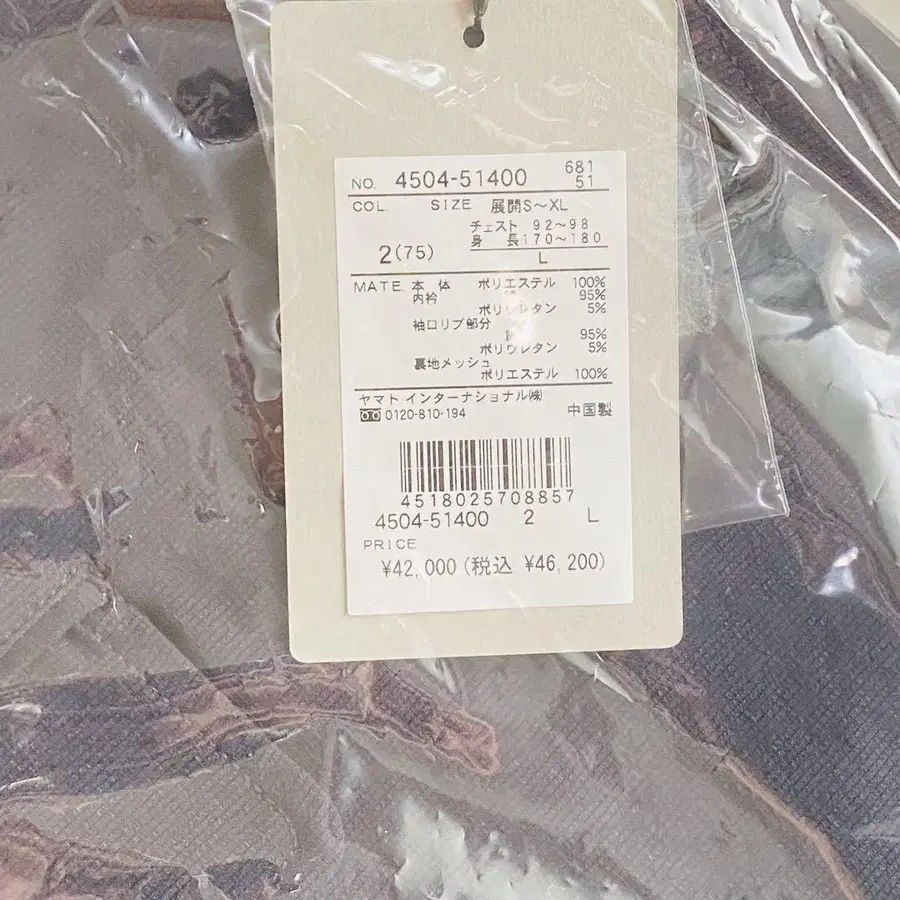 NO. 4504-51400 681
51
COL. SIZE 展開S〜XL
チェスト 92〜98
2(75) 身 長170〜180
L
MATE. 本体 ポリエステル 100%
内衿 95%
ポリウレタン 5%
袖口リブ部分
95%
ポリウレタン 5%
裏地メッシュ
ポリエステル 100%
ヤマト インターナショナル㈱
0120-810-194 中国製
4518025708857
4504-51400 2 L
PRICE
¥42,000(税込 ¥46,200)